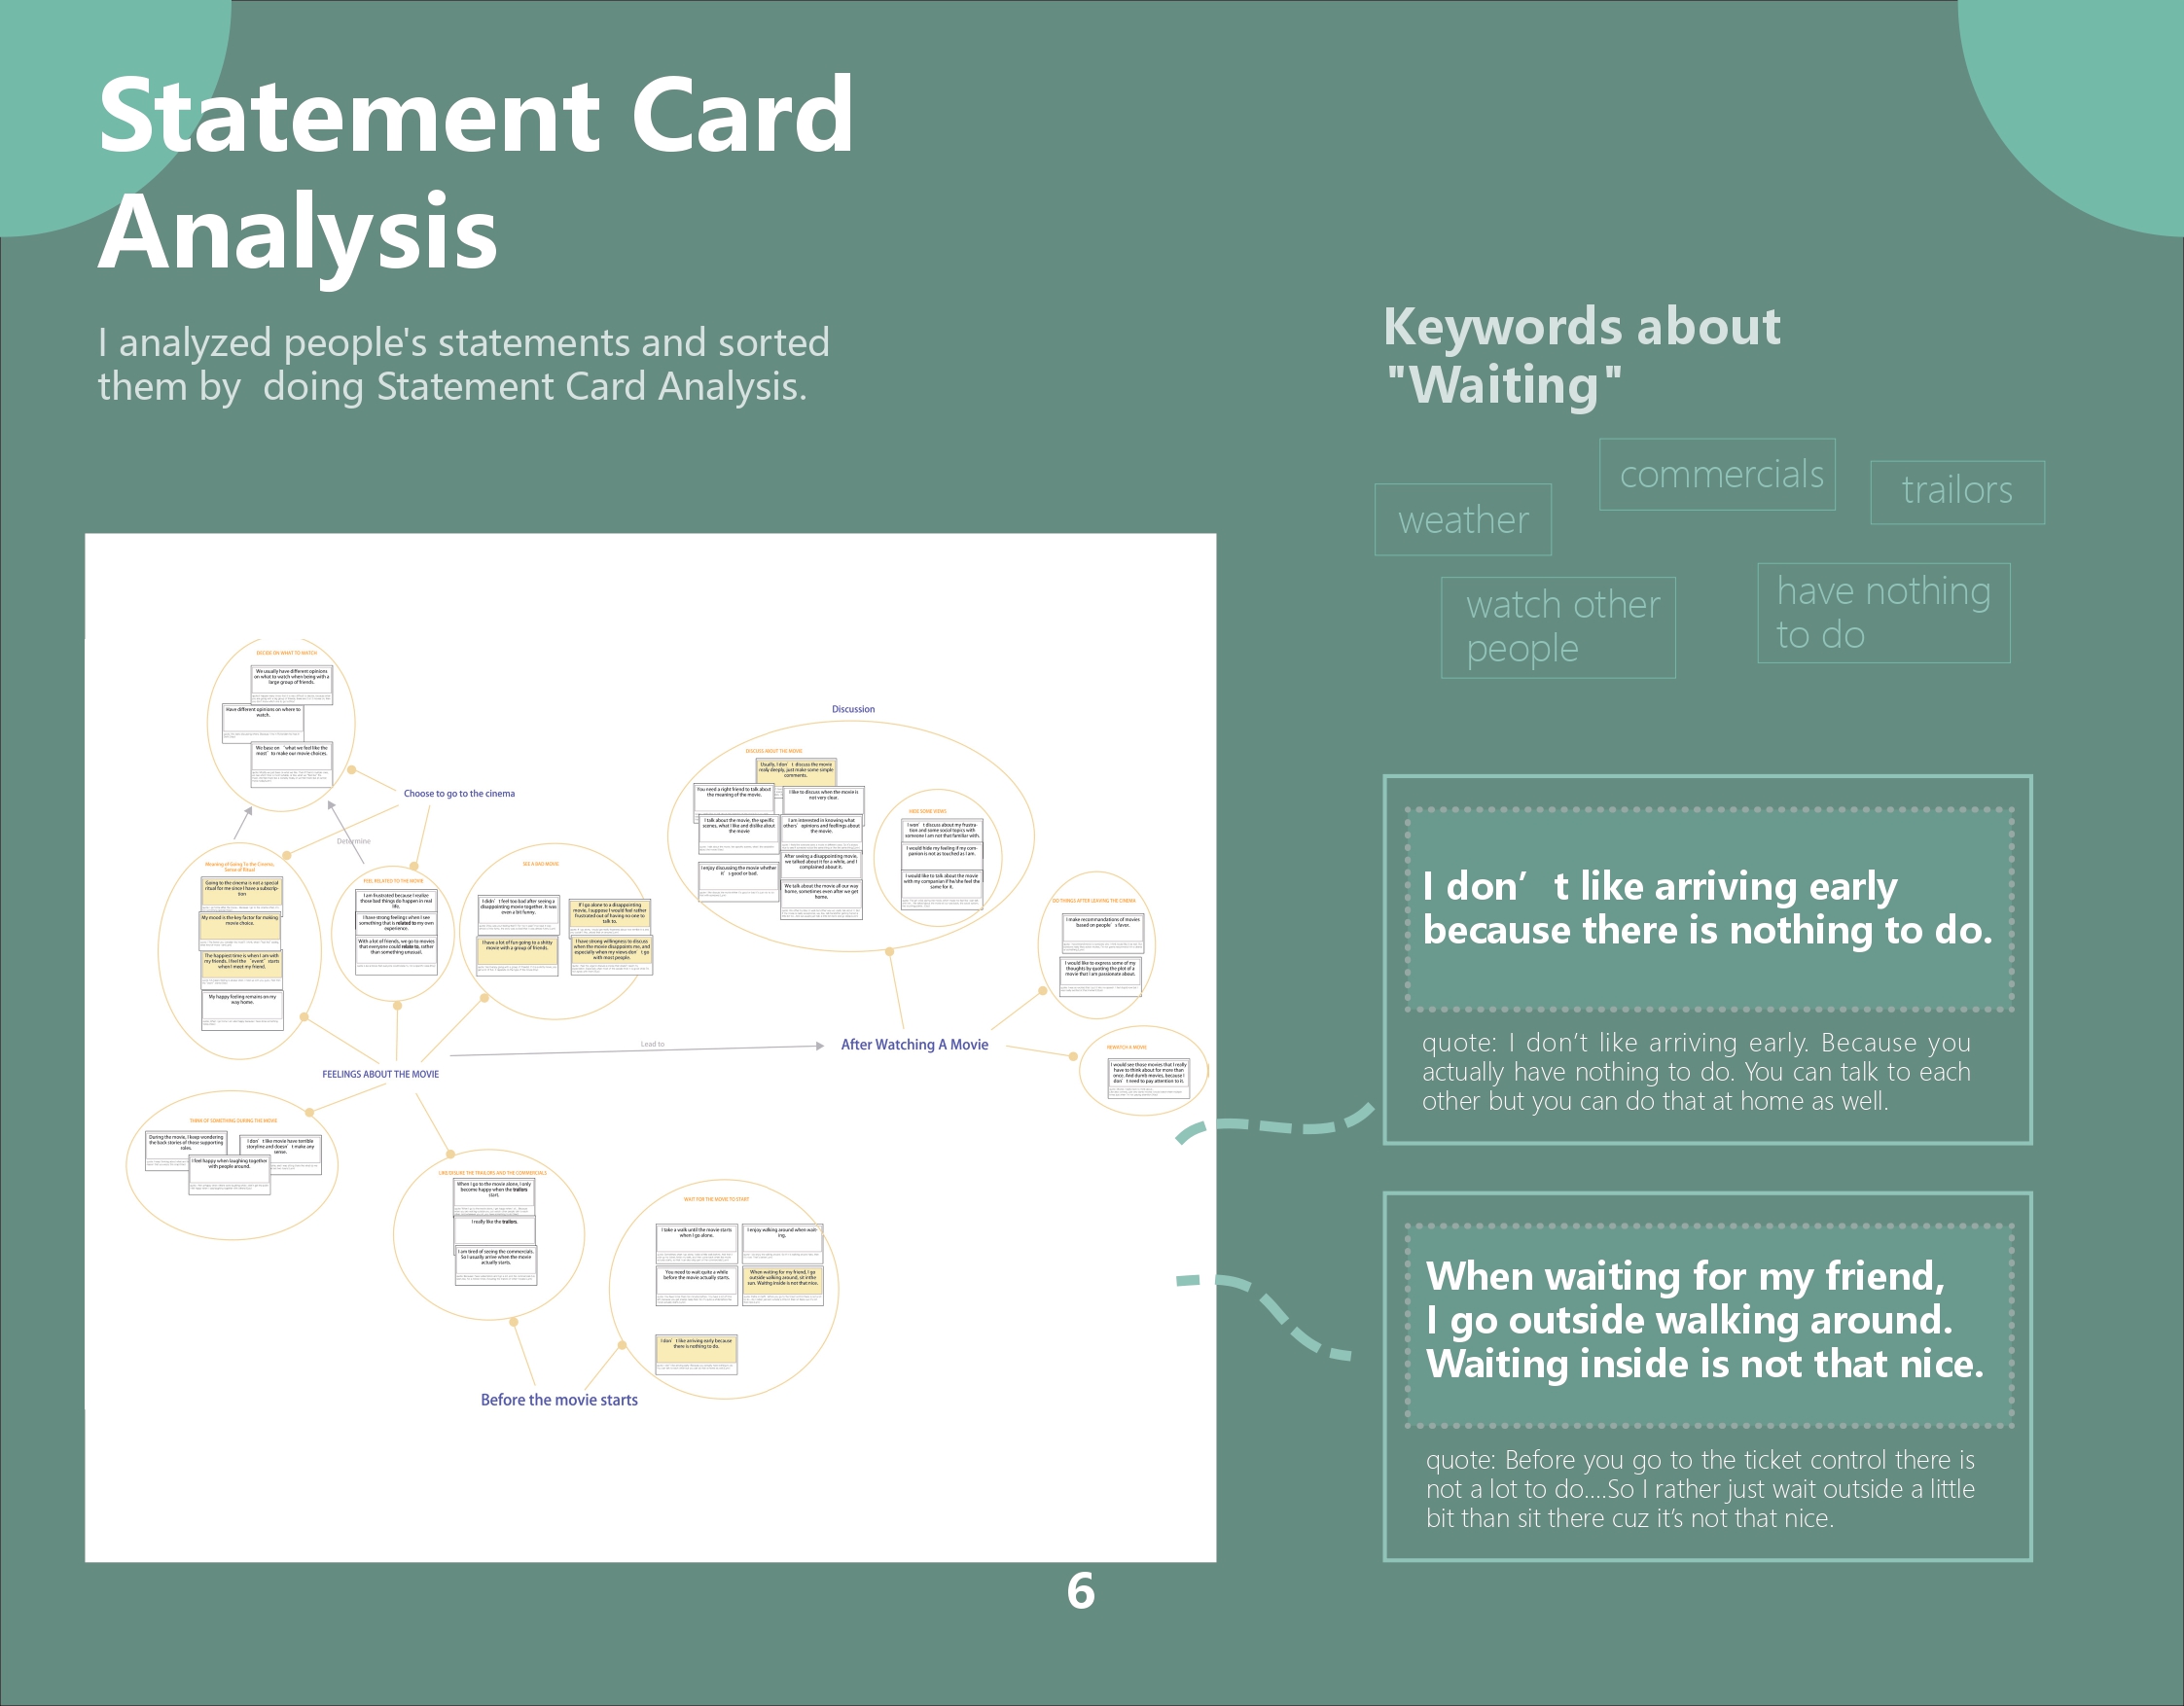 Statement Card
Analysis
I analyzed people's statements and sorted
them by  doing Statement Card Analysis.
Keywords about
"Waiting"
commercials
trailors
weather
have nothing
to do
watch other
people
DECIDE ON WHAT TO WATCH
We usually have different opinions
on what to watch when being with a
large group of friends.
Have different opinions on where to
watch.
We base on "what we feel like the
most" to make our movie choices.
Choose to go to the cinema
Determine
Meaning of Going To the Cinema,
Sense of Ritual
Going to the cinema is not a special
ritual for me since I have a subscrip-
tion
My mood is the key factor for making
movie choice.
The happiest time is when I am with
my friends. I feel the "event" starts
when I meet my friend.
My happy feeling remains on my
way home.
FEEL RELATED TO THE MOVIE
I am frustrated because I realize
those bad things do happen in real
life.
I have strong feelings when I see
something that is related to my own
experience.
With a lot of friends, we go to movies
that everyone could relate to, rather
than something unusual.
SEE A BAD MOVIE
I didn' t feel too bad after seeing a
disappointing movie together. It was
even a bit funny.
I have a lot of fun going to a shitty
movie with a group of friends.
If I go alone to a disappointing
movie, I suppose I would feel rather
frustrated out of having no one to
talk to.
I have strong willingness to discuss
when the movie disappoints me, and
especially when my views don' t go
with most people.
Discussion
DISCUSS ABOUT THE MOVIE
Usually, I don' t discuss the movie
really deeply, just make some simple
comments.
You need a right friend to talk about
the meaning of the movie.
I like to discuss when the movie is
not very clear.
I talk about the movie, the specific
scenes, what I like and dislike about
the movie
I am interested in knowing what
others' opinions and feelings about
the movie.
After seeing a disappointing movie,
we talked about it for a while, and I
complained about it.
I enjoy discussing the movie whether
it' s good or bad.
We talk about the movie all our way
home, sometimes even after we get
home.
HIDE SOME VIEWS
I won' t discuss about my frustra-
tion and some social topics with
someone I am not that familiar with.
I would hide my feeling if my com-
panion is not as touched as I am.
I would like to talk about the movie
with my companion if he/she feel the
same for it.
DO THINGS AFTER LEAVING THE CINEMA
I make recommendations of movies
based on people' s favor.
I would like to express some of my
thoughts by quoting the plot of a
movie that I am passionate about.
After Watching A Movie
Lead to
REWATCH A MOVIE
I would see those movies that I really
have to think about for more than
once. And dumb movies, because I
don' t need to pay attention to it.
FEELINGS ABOUT THE MOVIE
THINK OF SOMETHING DURING THE MOVIE
During the movie, I keep wondering
the back stories of those supporting
roles.
I don' t like movie have terrible
storyline and doesn' t make any
sense.
I feel happy when laughing together
with people around.
LIKE/DISLIKE THE TRAILORS AND THE COMMERCIALS
When I go to the movie alone, I only
become happy when the trailers
start.
I really like the trailers.
I am tired of seeing the commercials.
So I usually arrive when the movie
actually starts.
WAIT FOR THE MOVIE TO START
I take a walk until the movie starts
when I go alone.
I enjoy walking around when wait-
ing.
You need to wait quite a while
before the movie actually starts.
When waiting for my friend, I go
outside walking around, sit in the
sun. Waiting inside is not that nice.
I don' t like arriving early because
there is nothing to do.
Before the movie starts
I don' t like arriving early
because there is nothing to do.
quote: I don't like arriving early. Because you
actually have nothing to do. You can talk to each
other but you can do that at home as well.
When waiting for my friend,
I go outside walking around.
Waiting inside is not that nice.
quote: Before you go to the ticket control there is
not a lot to do....So I rather just wait outside a little
bit than sit there cuz it's not that nice.
6